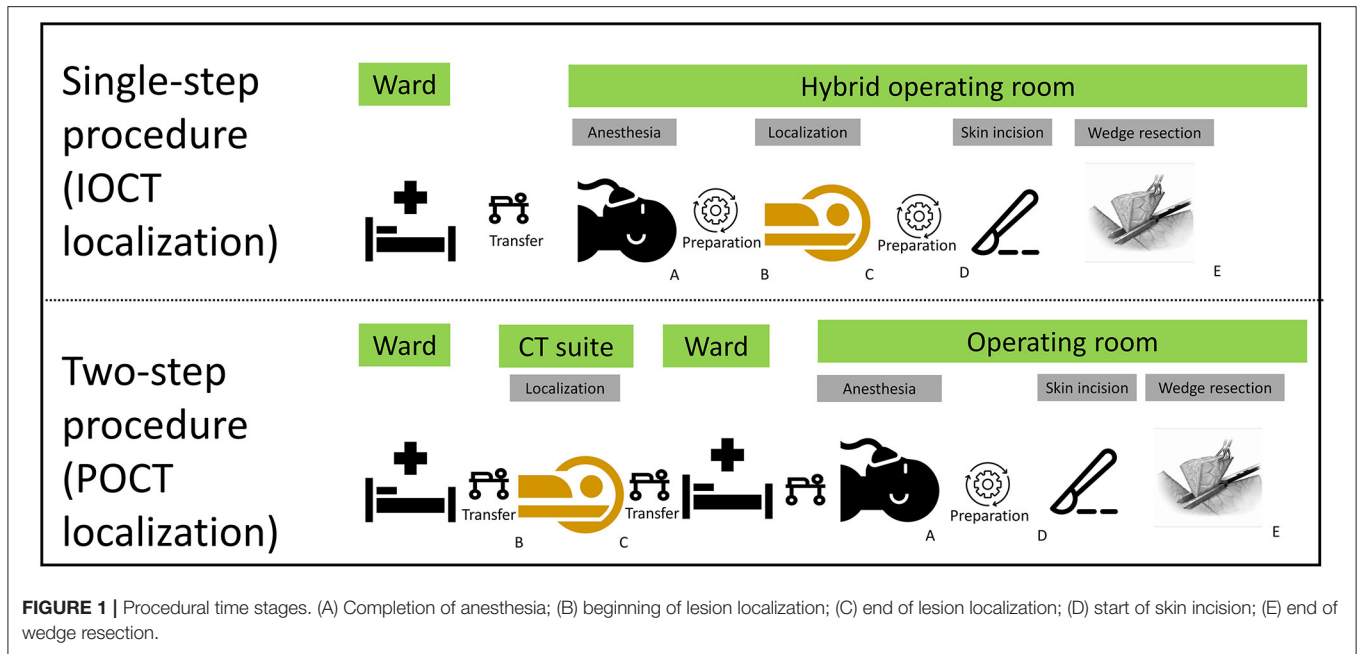 Single-step
procedure
(IOCT
localization)
Ward
Hybrid operating room
Anesthesia
Localization
Skin incision
Wedge resection
Transfer
Preparation
Preparation
A
B
C
D
E
Two-step
procedure
(POCT
localization)
Ward
CT suite
Ward
Operating room
Localization
Anesthesia
Skin incision
Wedge resection
Transfer
Transfer
Preparation
B
C
A
D
E
FIGURE 1 | Procedural time stages. (A) Completion of anesthesia; (B) beginning of lesion localization; (C) end of lesion localization; (D) start of skin incision; (E) end of
wedge resection.